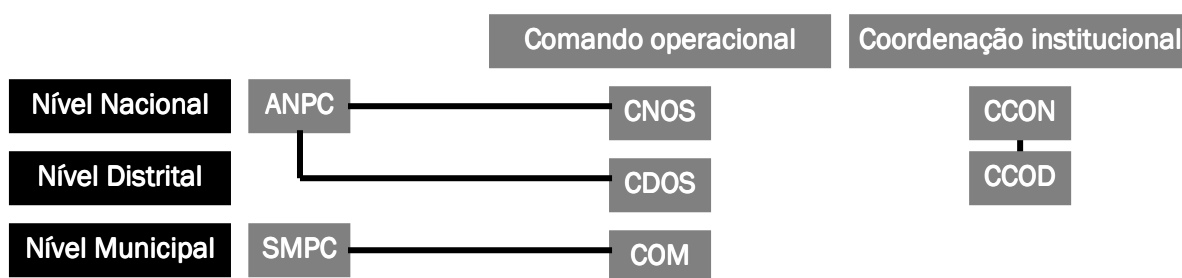 Comando operacional Coordenação institucional
Nível Nacional ANPC CNOS CCON
Nível Distrital CDOS CCOD
Nível Municipal SMPC COM